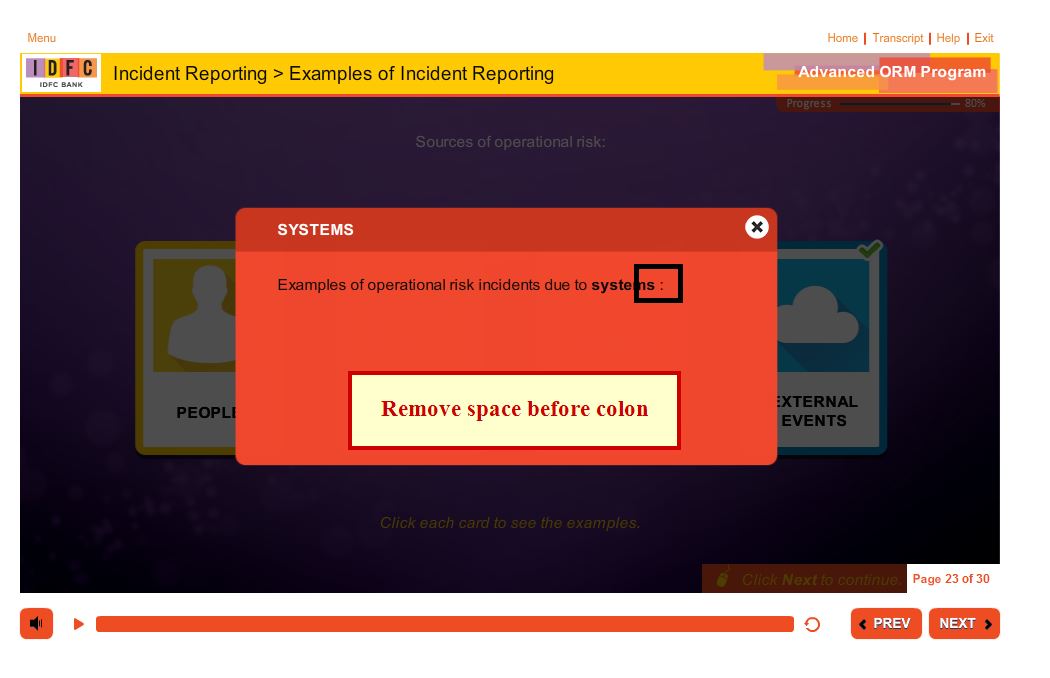 Menu
Home | Transcript | Help | Exit
IDFC
IDFC BANK
Incident Reporting > Examples of Incident Reporting
Advanced ORM Program
Progress 80%
Sources of operational risk:
SYSTEMS
Examples of operational risk incidents due to systems :
Remove space before colon
PEOPLE
EXTERNAL
EVENTS
Click each card to see the examples.
Click Next to continue.
Page 23 of 30
PREV
NEXT